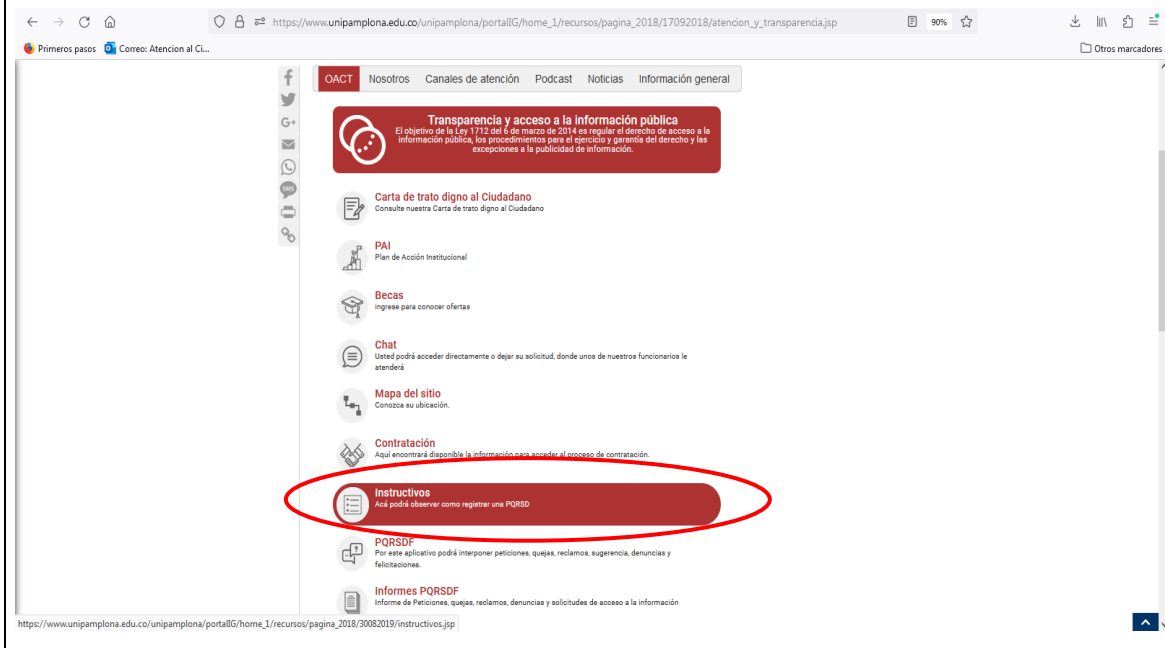 https://www.unipamplona.edu.co/unipamplona/portalIG/home_1/recursos/pagina_2018/17092018/atencion_y_transparencia.jsp
90%
Primeros pasos
Correo: Atencion al Ci...
Otros marcadores
OACT Nosotros Canales de atención Podcast Noticias Información general
Transparencia y acceso a la información pública
El objetivo de la Ley 1712 del 6 de marzo de 2014 es regular el derecho de acceso a la
información pública, los procedimientos para el ejercicio y garantía del derecho y las
excepciones a la publicidad de información.
G+
SMS
Carta de trato digno al Ciudadano
Consulte nuestra Carta de trato digno al Ciudadano
PAI
Plan de Acción Institucional
Becas
ingrese para conocer ofertas
Chat
Usted podrá acceder directamente o dejar su solicitud, donde unos de nuestros funcionarios le
atenderá
Mapa del sitio
Conozca su ubicación.
Contratación
Aquí encontrará disponible la información para acceder al proceso de contratación.
Instructivos
Acá podrá observar como registrar una PQRSD
PQRSDF
Por este aplicativo podrá interponer peticiones, quejas, reclamos, sugerencia, denuncias y
felicitaciones.
Informes PQRSDF
Informe de Peticiones, quejas, reclamos, denuncias y solicitudes de acceso a la información
https://www.unipamplona.edu.co/unipamplona/portalIG/home_1/recursos/pagina_2018/30082019/instructivos.jsp